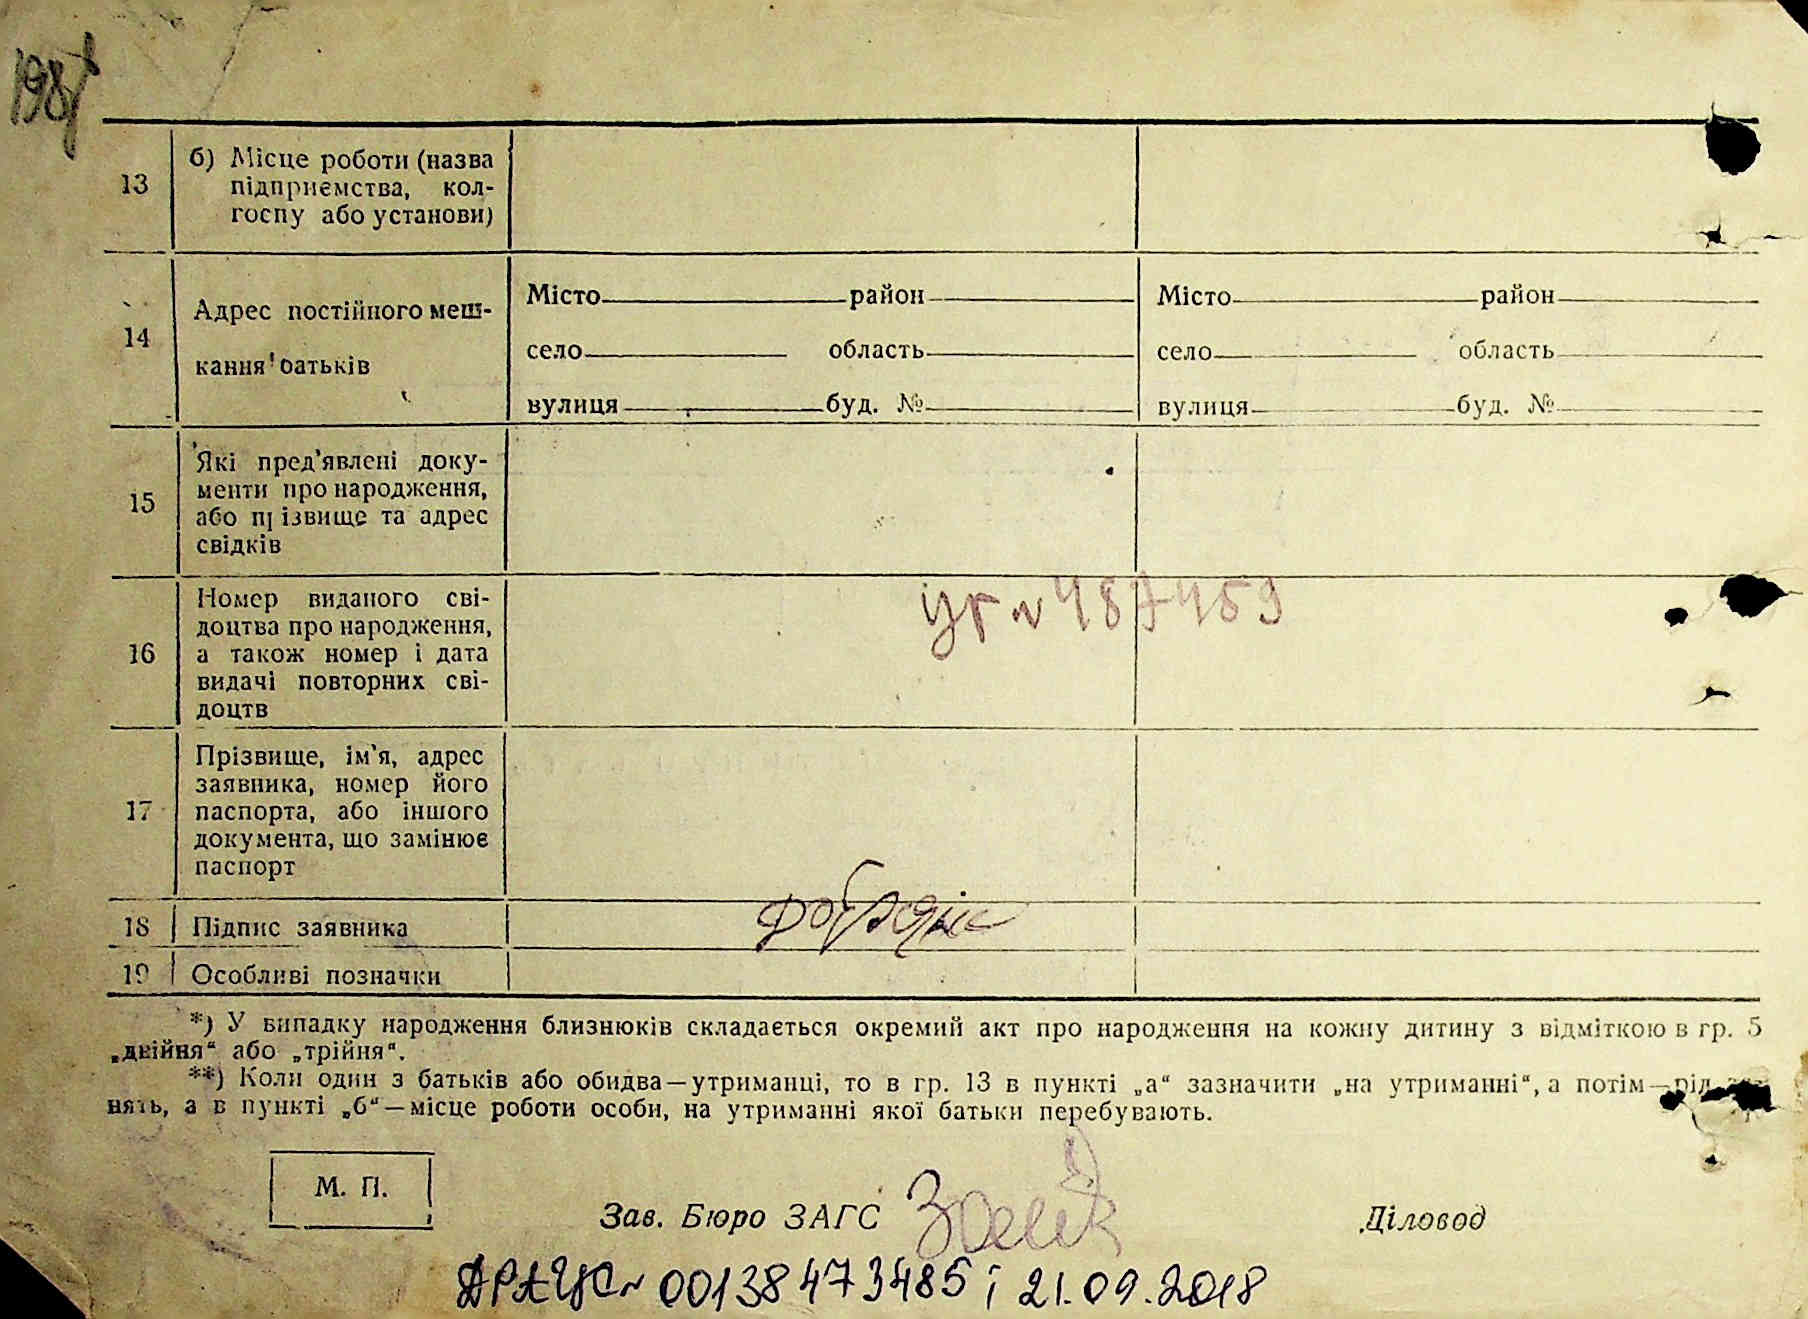 198
13
б) Місце роботи (назва
підприємства, кол-
госпу або установи)
14
Адрес постійного меш-
кання батьків
Місто район
село область
вулиця буд. №
Місто район
село область
вулиця буд. №
15
Які пред’явлені доку-
менти про народження,
або прізвище та адрес
свідків
16
Номер виданого сві-
доцтва про народження,
а також номер і дата
видачі повторних сві-
доцтв
УГ № 487459
17
Прізвище, ім’я, адрес
заявника, номер його
паспорта, або іншого
документа, що замінює
паспорт
18 Підпис заявника
19 Особливі позначки
*) У випадку народження близнюків складається окремий акт про народження на кожну дитину з відміткою в гр. 5
„двійня“ або „трійня“.
**) Коли один з батьків або обидва—утриманці, то в гр. 13 в пункті „а“ зазначити „на утриманні“, а потім—рід
нять, а в пункті „б“—місце роботи особи, на утриманні якої батьки перебувають.
М. П.
Зав. Бюро ЗАГС
Діловод
ДРАЦС № 00138473485 і 21.09.2018